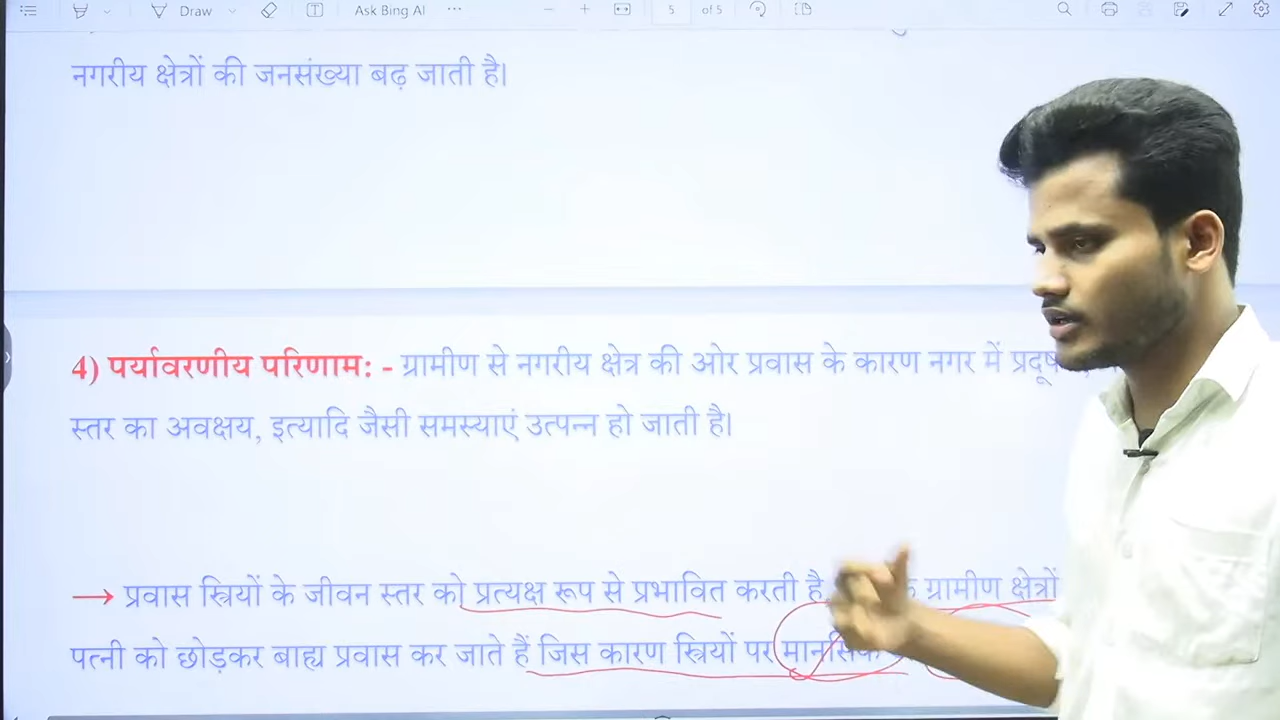 Draw
Ask Bing AI
5 of 5
नगरीय क्षेत्रों की जनसंख्या बढ़ जाती है।
4) पर्यावरणीय परिणाम: - ग्रामीण से नगरीय क्षेत्र की ओर प्रवास के कारण नगर में
स्तर का अवक्षय, इत्यादि जैसी समस्याएं उत्पन्न हो जाती है।
→ प्रवास स्त्रियों के जीवन स्तर को प्रत्यक्ष रूप से प्रभावित करती है ग्रामीण क्षेत्रों
पत्नी को छोड़कर बाह्य प्रवास कर जाते हैं जिस कारण स्त्रियों पर मानसिक